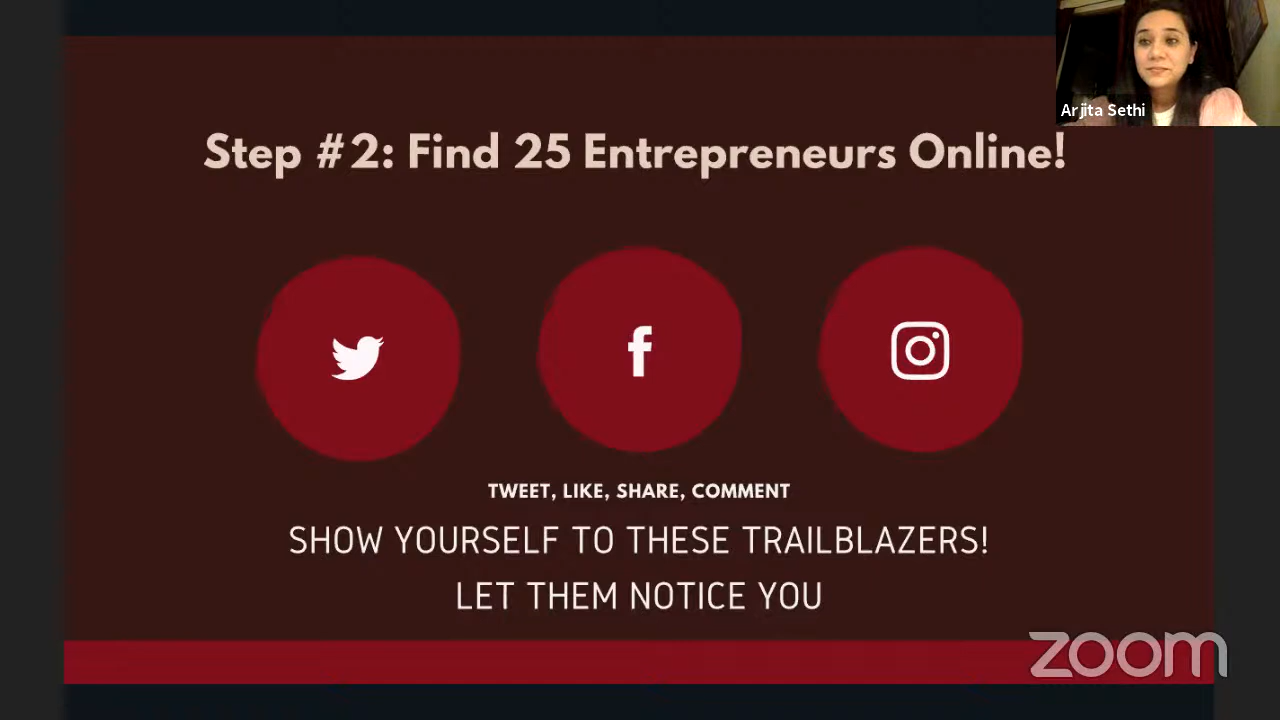 Arjita Sethi
Step #2: Find 25 Entrepreneurs Online!
TWEET, LIKE, SHARE, COMMENT
SHOW YOURSELF TO THESE TRAILBLAZERS!
LET THEM NOTICE YOU
zoom